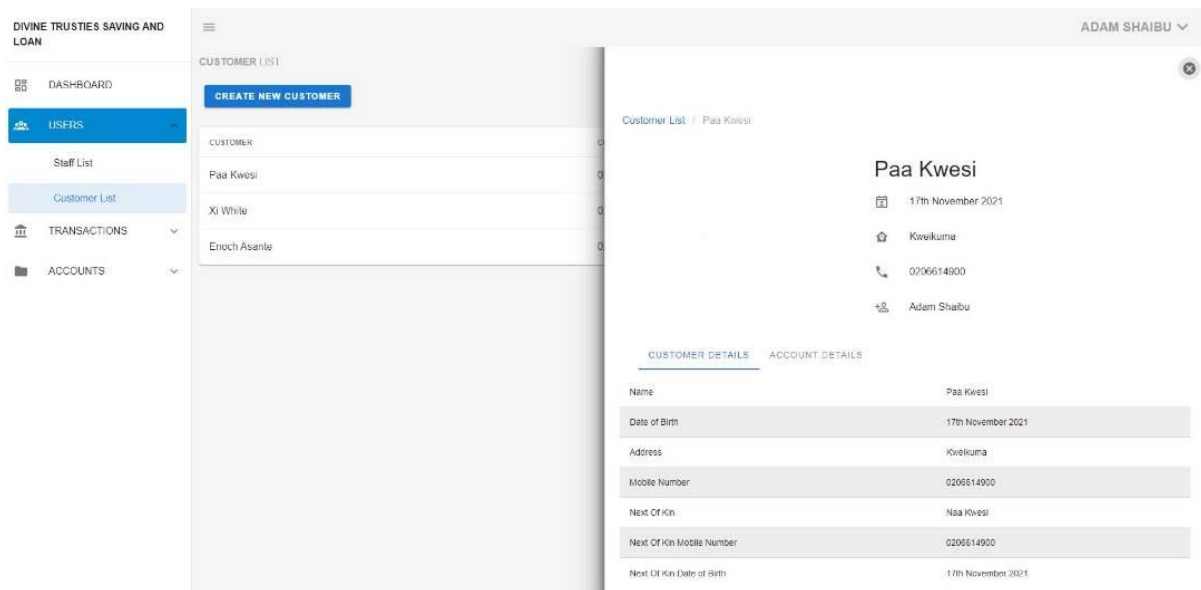 DIVINE TRUSTIES SAVING AND
LOAN
DASHBOARD
USERS
Staff List
Customer List
TRANSACTIONS
ACCOUNTS
ADAM SHAIBU
CUSTOMER LIST
CREATE NEW CUSTOMER
CUSTOMER
Paa Kwesi
Xi White
Enoch Asante
Customer List / Paa Kwesi
Paa Kwesi
17th November 2021
Kweikuma
0206614900
Adam Shaibu
CUSTOMER DETAILS ACCOUNT DETAILS
Name Paa Kwesi
Date of Birth 17th November 2021
Address Kweikuma
Mobile Number 0206614900
Next Of Kin Naa Kwesi
Next Of Kin Mobile Number 0206614900
Next Of Kin Date of Birth 17th November 2021